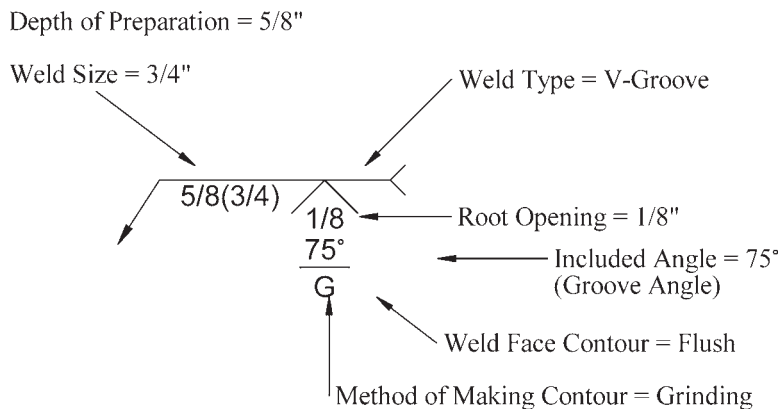 Depth of Preparation = 5/8"
Weld Size = 3/4"
Weld Type = V-Groove
5/8(3/4)
1/8
Root Opening = 1/8"
75°
Included Angle = 75°
(Groove Angle)
G
Weld Face Contour = Flush
Method of Making Contour = Grinding